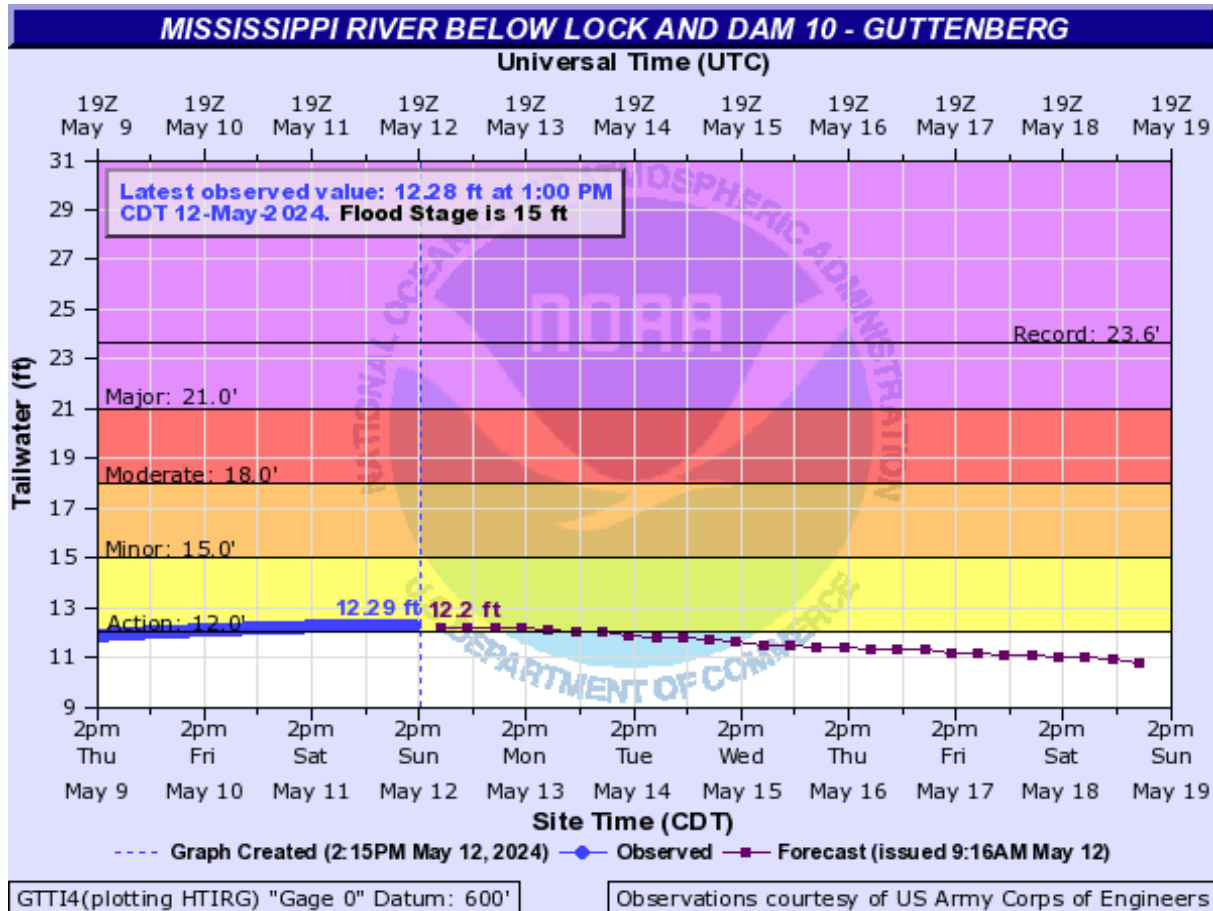 MISSISSIPPI RIVER BELOW LOCK AND DAM 10 - GUTTENBERG
Universal Time (UTC)
19Z 19Z 19Z 19Z 19Z 19Z 19Z 19Z 19Z 19Z 19Z
May 9 May 10 May 11 May 12 May 13 May 14 May 15 May 16 May 17 May 18 May 19
Latest observed value: 12.28 ft at 1:00 PM
CDT 12-May-2024. Flood Stage is 15 ft
Tailwater (ft)
31
29
27
25
23
21
19
17
15
13
11
9
NATIONAL OCEANIC AND ATMOSPHERIC ADMINISTRATION
NOAA
U.S. DEPARTMENT OF COMMERCE
Record: 23.6'
Major: 21.0'
Moderate: 18.0'
Minor: 15.0'
Action: 12.0'
12.29 ft 12.2 ft
2pm 2pm 2pm 2pm 2pm 2pm 2pm 2pm 2pm 2pm 2pm
Thu Fri Sat Sun Mon Tue Wed Thu Fri Sat Sun
May 9 May 10 May 11 May 12 May 13 May 14 May 15 May 16 May 17 May 18 May 19
Site Time (CDT)
Graph Created (2:15PM May 12, 2024) Observed Forecast (issued 9:16AM May 12)
GTTI4(plotting HTIRG) "Gage 0" Datum: 600' Observations courtesy of US Army Corps of Engineers